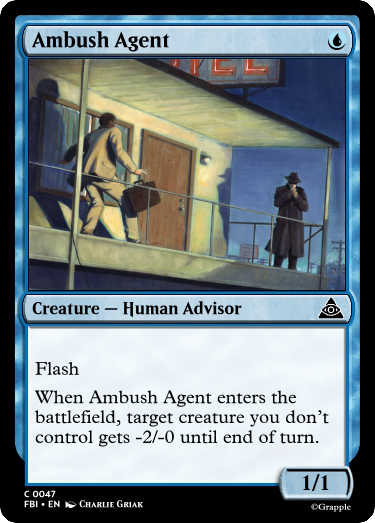 Ambush Agent
TEL
Creature — Human Advisor
Flash
When Ambush Agent enters the
battlefield, target creature you don't
control gets -2/-0 until end of turn.
1/1
C 0047
FBI • EN Charlie Griak
©Grapple